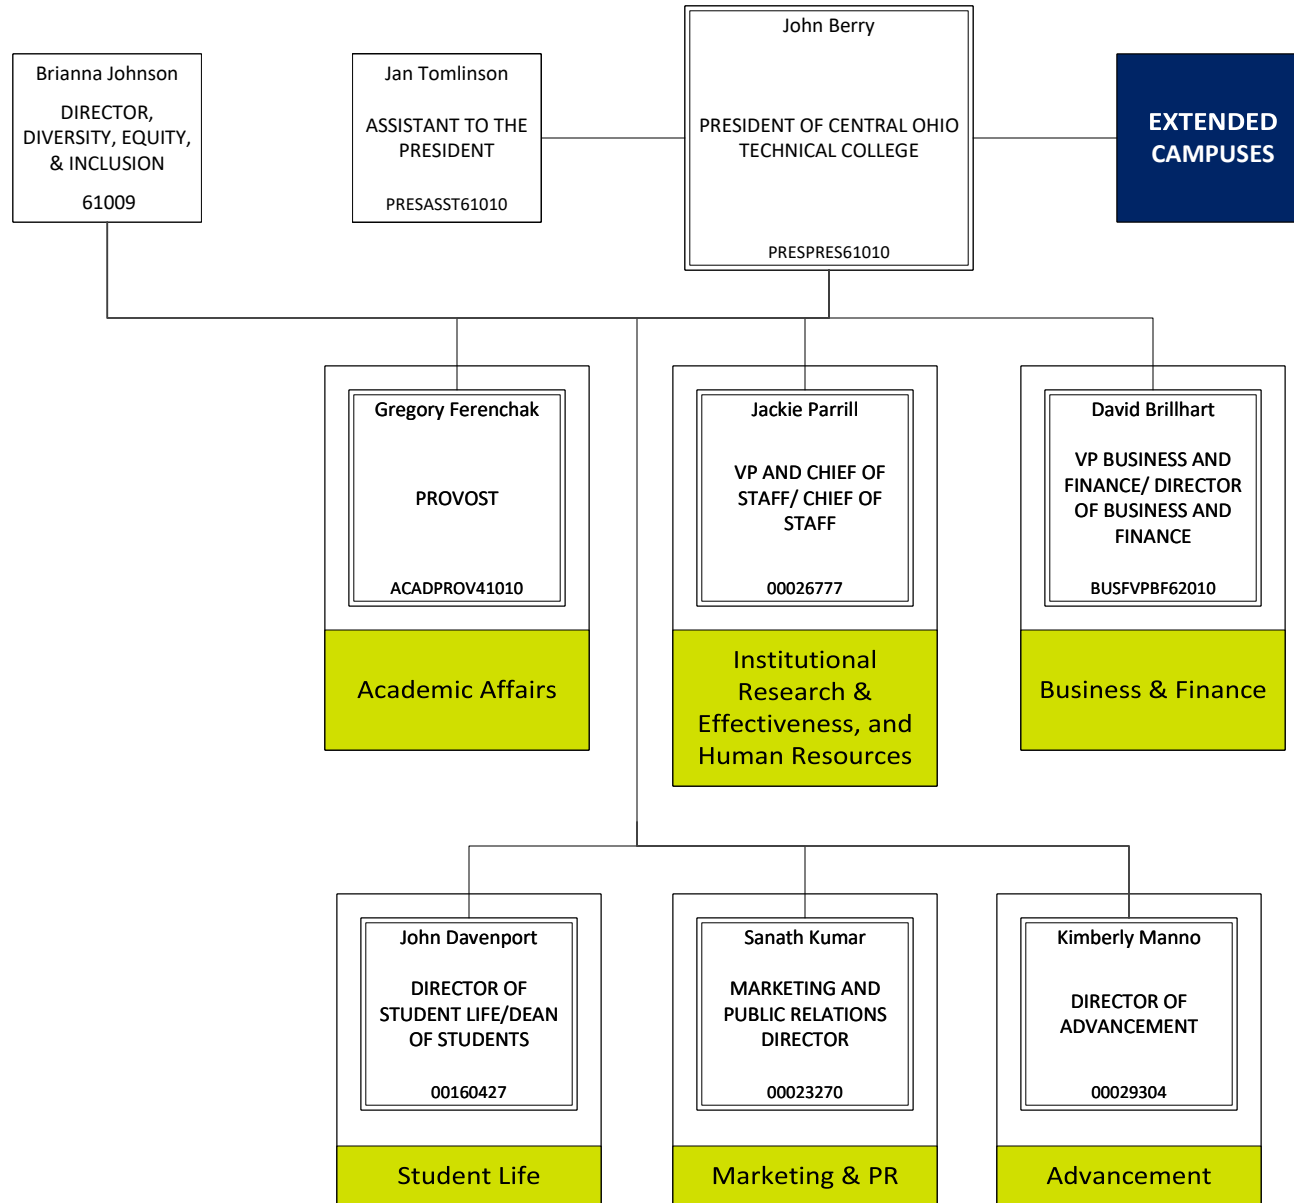 John Berry
PRESIDENT OF CENTRAL OHIO
TECHNICAL COLLEGE
PRESPRES61010
Brianna Johnson
DIRECTOR,
DIVERSITY, EQUITY,
& INCLUSION
61009
Jan Tomlinson
ASSISTANT TO THE
PRESIDENT
PRESASST61010
EXTENDED
CAMPUSES
Gregory Ferenchak
PROVOST
ACADPROV41010
Academic Affairs
Jackie Parrill
VP AND CHIEF OF
STAFF/ CHIEF OF
STAFF
00026777
Institutional
Research &
Effectiveness, and
Human Resources
David Brillhart
VP BUSINESS AND
FINANCE/ DIRECTOR
OF BUSINESS AND
FINANCE
BUSFVPBF62010
Business & Finance
John Davenport
DIRECTOR OF
STUDENT LIFE/DEAN
OF STUDENTS
00160427
Student Life
Sanath Kumar
MARKETING AND
PUBLIC RELATIONS
DIRECTOR
00023270
Marketing & PR
Kimberly Manno
DIRECTOR OF
ADVANCEMENT
00029304
Advancement